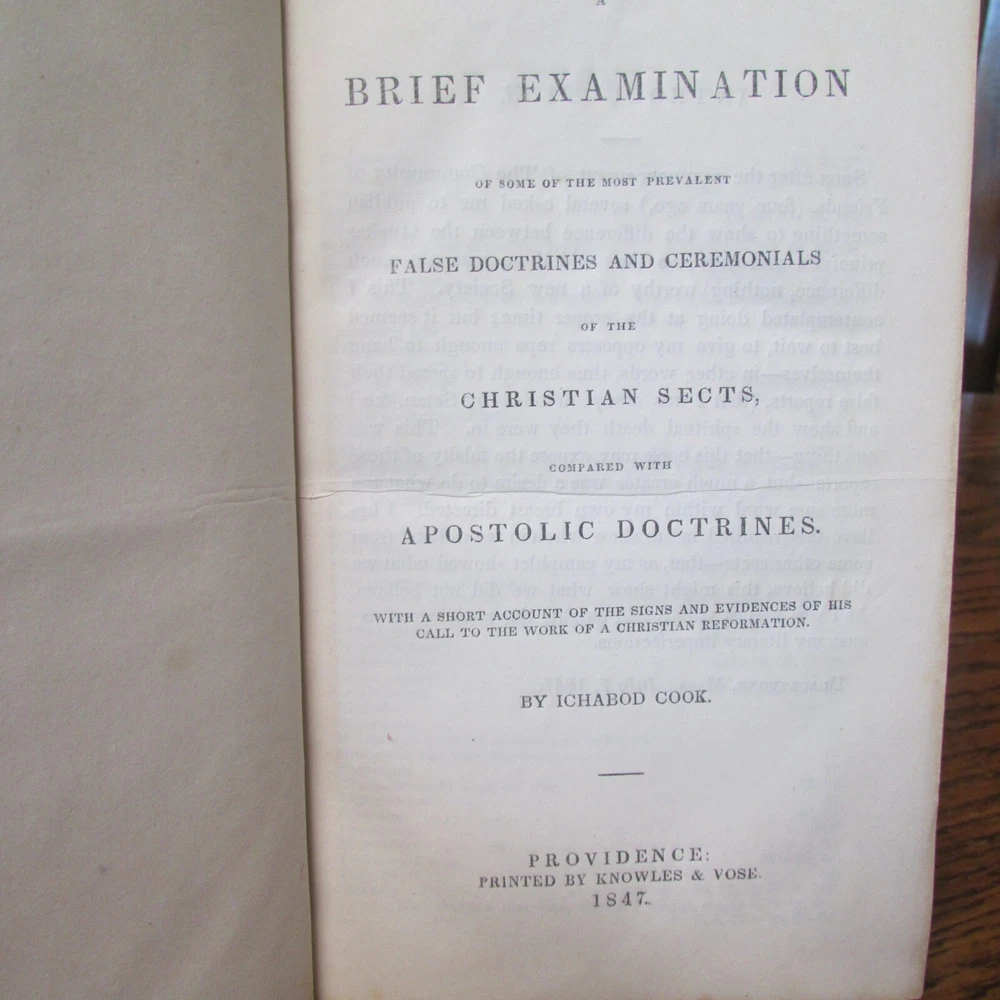 A
BRIEF EXAMINATION
OF SOME OF THE MOST PREVALENT
FALSE DOCTRINES AND CEREMONIALS
OF THE
CHRISTIAN SECTS,
COMPARED WITH
APOSTOLIC DOCTRINES.
WITH A SHORT ACCOUNT OF THE SIGNS AND EVIDENCES OF HIS
CALL TO THE WORK OF A CHRISTIAN REFORMATION.
BY ICHABOD COOK.
PROVIDENCE:
PRINTED BY KNOWLES & VOSE.
1847.